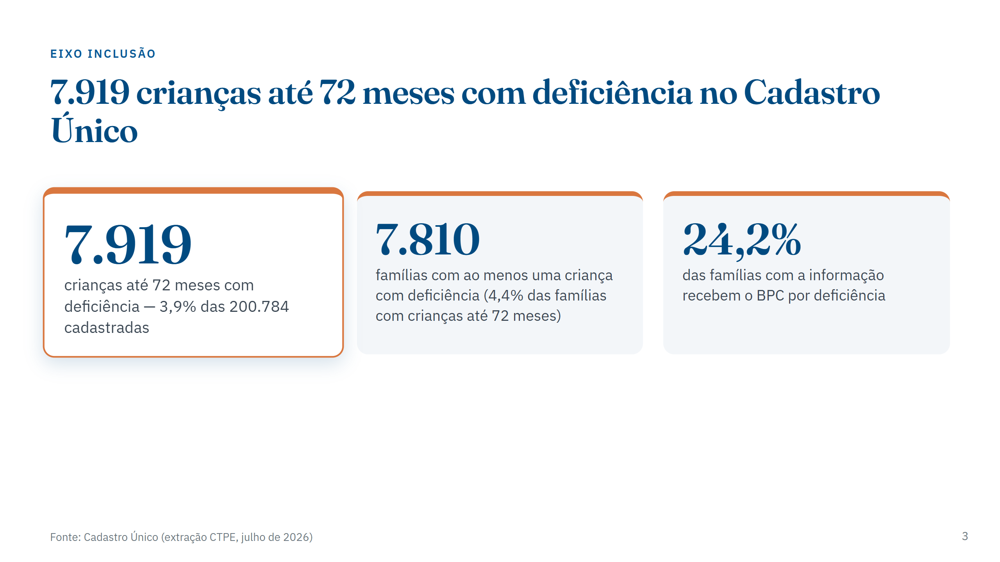 EIXO INCLUSÃO
7.919 crianças até 72 meses com deficiência no Cadastro
Único
7.919
crianças até 72 meses com
deficiência — 3,9% das 200.784
cadastradas
7.810
famílias com ao menos uma criança
com deficiência (4,4% das famílias
com crianças até 72 meses)
24,2%
das famílias com a informação
recebem o BPC por deficiência
Fonte: Cadastro Único (extração CTPE, julho de 2026)
3